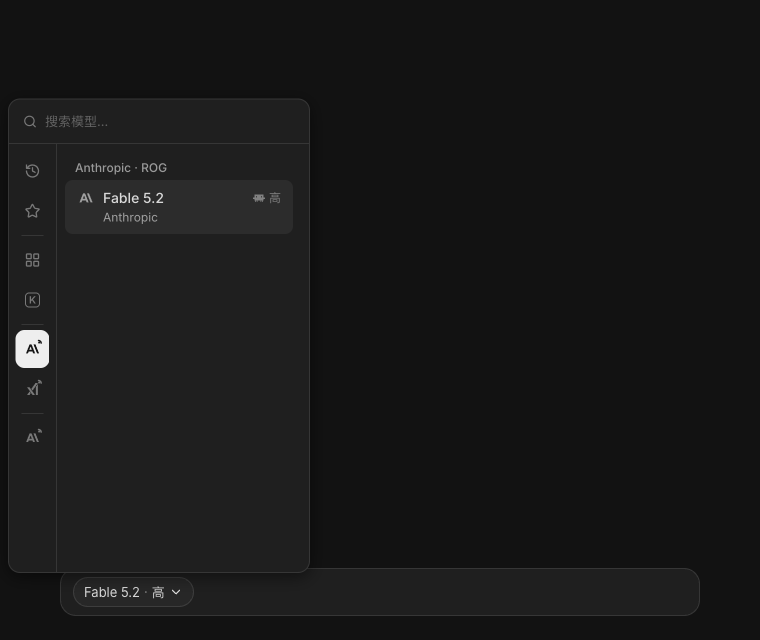 搜索模型...
Anthropic · ROG
Fable 5.2 高
Anthropic
K
Fable 5.2 · 高